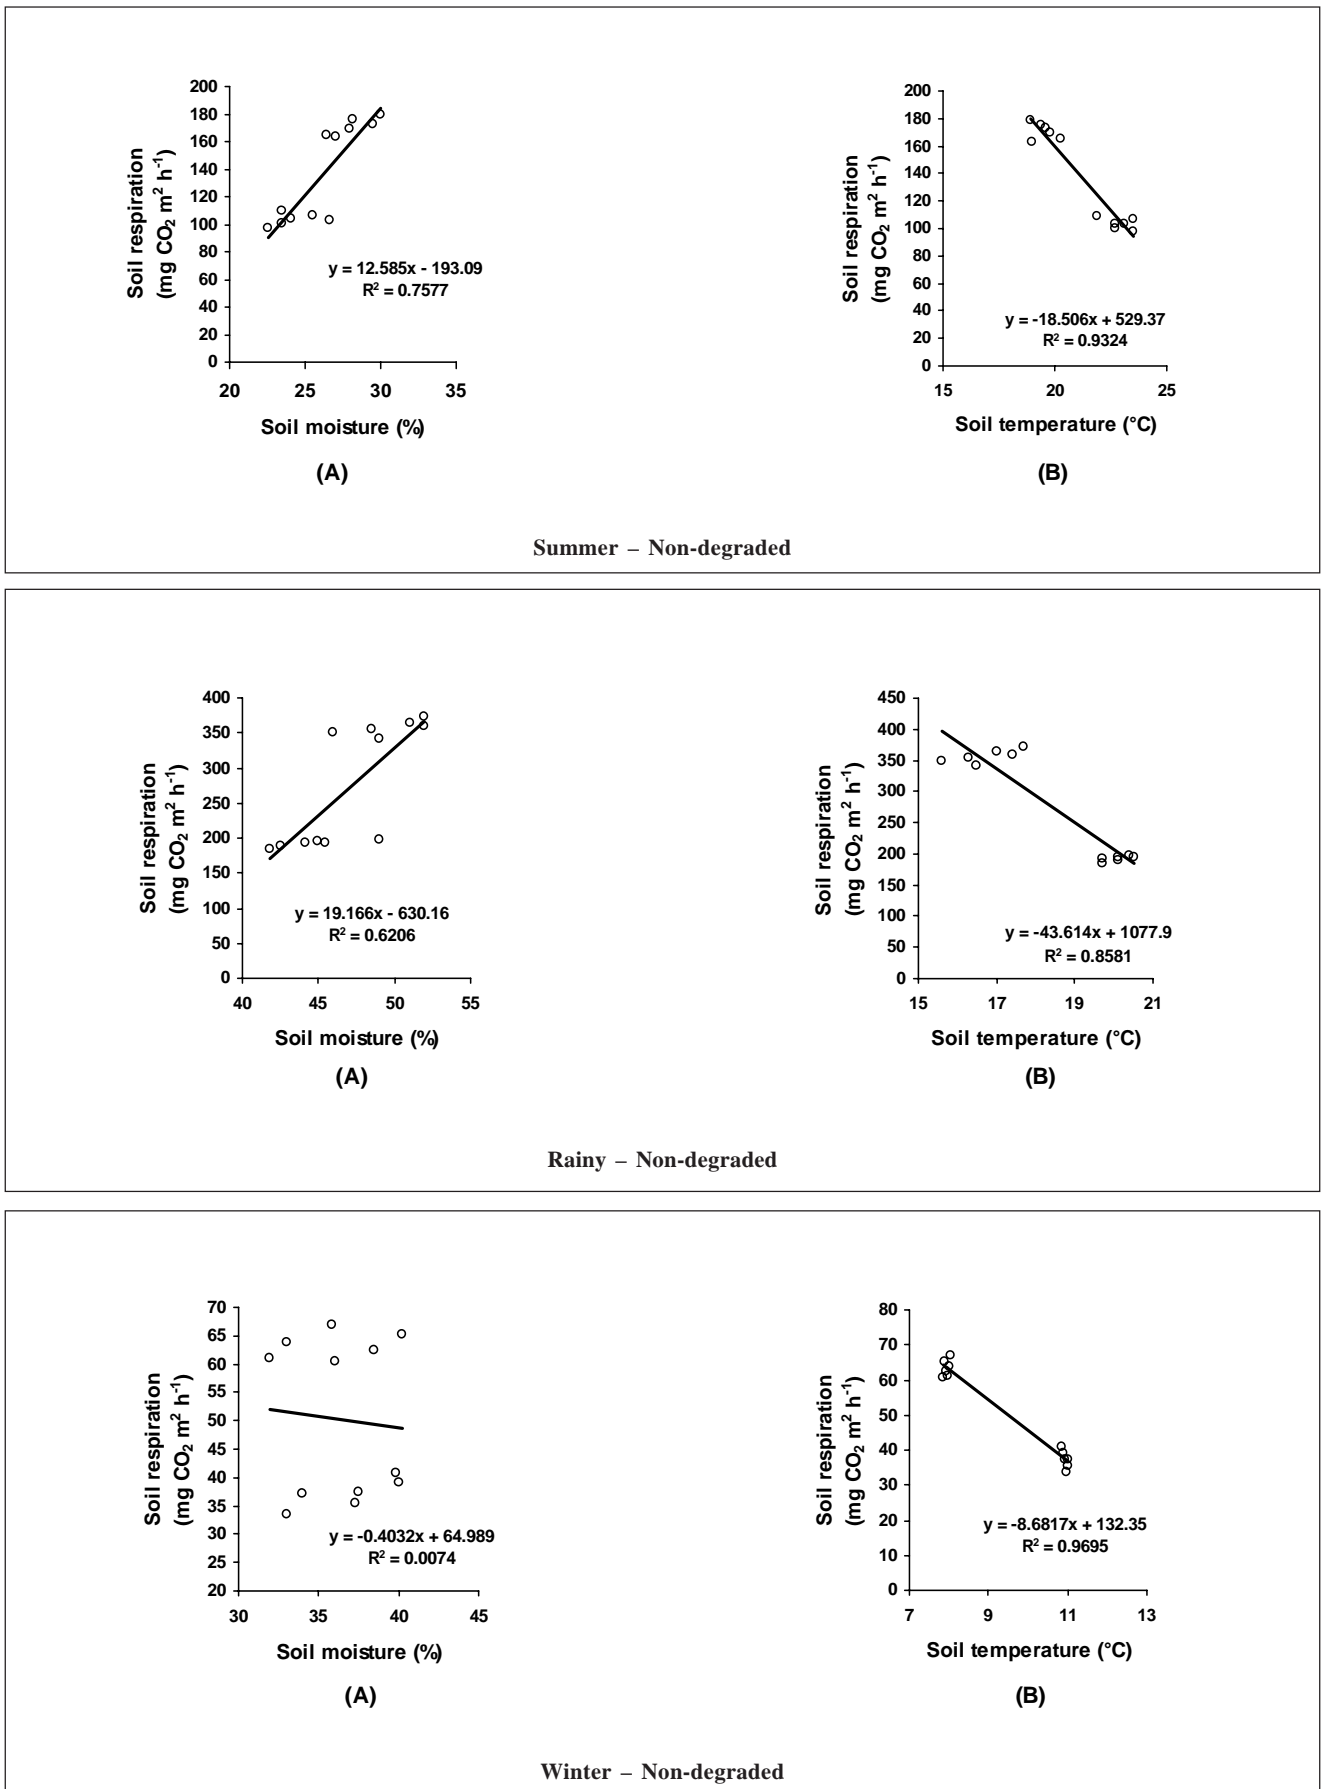 200
180
160
140
120
100
80
60
40
20
0
Soil respiration
(mg CO2 m2 h-1)
y = 12.585x - 193.09
R2 = 0.7577
20 25 30 35
Soil moisture (%)
(A)
200
180
160
140
120
100
80
60
40
20
0
Soil respiration
(mg CO2 m2 h-1)
y = -18.506x + 529.37
R2 = 0.9324
15 20 25
Soil temperature (°C)
(B)
Summer – Non-degraded
400
350
300
250
200
150
100
50
0
Soil respiration
(mg CO2 m2 h-1)
y = 19.166x - 630.16
R2 = 0.6206
40 45 50 55
Soil moisture (%)
(A)
450
400
350
300
250
200
150
100
50
0
Soil respiration
(mg CO2 m2 h-1)
y = -43.614x + 1077.9
R2 = 0.8581
15 17 19 21
Soil temperature (°C)
(B)
Rainy – Non-degraded
70
65
60
55
50
45
40
35
30
25
20
Soil respiration
(mg CO2 m2 h-1)
y = -0.4032x + 64.989
R2 = 0.0074
30 35 40 45
Soil moisture (%)
(A)
80
70
60
50
40
30
20
10
0
Soil respiration
(mg CO2 m2 h-1)
y = -8.6817x + 132.35
R2 = 0.9695
7 9 11 13
Soil temperature (°C)
(B)
Winter – Non-degraded